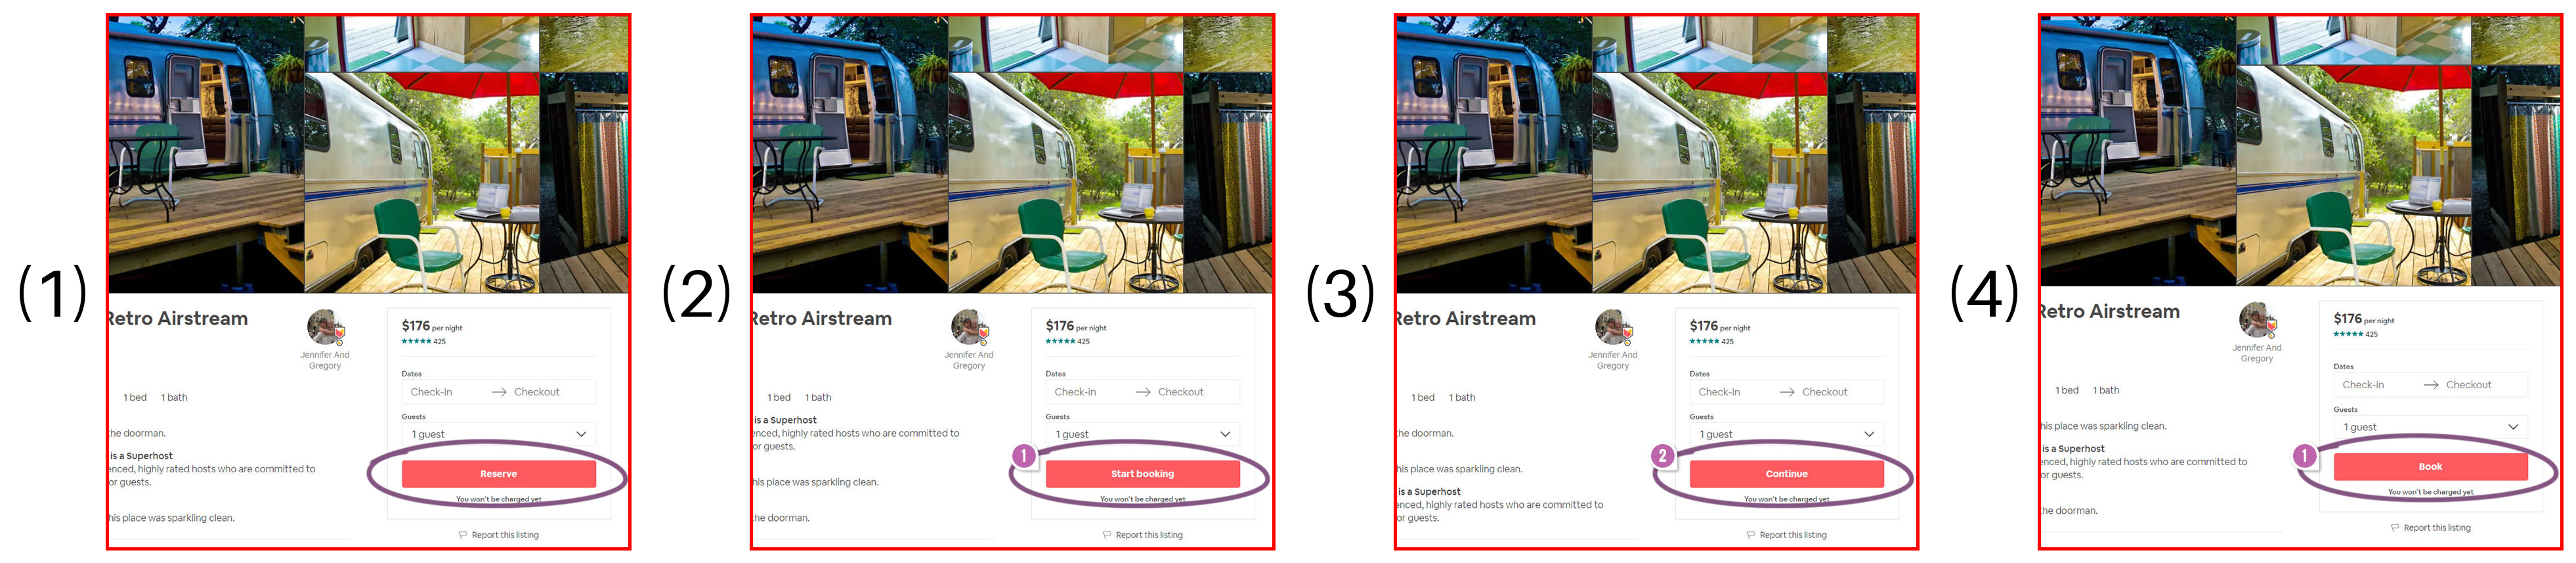 (1)
Retro Airstream
Jennifer And
Gregory
1 bed 1 bath
the doorman.
is a Superhost
enced, highly rated hosts who are committed to
or guests.
his place was sparkling clean.
$176 per night
425
Dates
Check-in → Checkout
Guests
1 guest
Reserve
You won't be charged yet
Report this listing
(2)
Retro Airstream
Jennifer And
Gregory
1 bed 1 bath
is a Superhost
enced, highly rated hosts who are committed to
or guests.
his place was sparkling clean.
the doorman.
$176 per night
425
Dates
Check-in → Checkout
Guests
1 guest
1
Start booking
You won't be charged yet
Report this listing
(3)
Retro Airstream
Jennifer And
Gregory
1 bed 1 bath
the doorman.
his place was sparkling clean.
is a Superhost
enced, highly rated hosts who are committed to
or guests.
$176 per night
425
Dates
Check-in → Checkout
Guests
1 guest
2
Continue
You won't be charged yet
Report this listing
(4)
Retro Airstream
Jennifer And
Gregory
1 bed 1 bath
his place was sparkling clean.
is a Superhost
enced, highly rated hosts who are committed to
or guests.
the doorman.
$176 per night
425
Dates
Check-in → Checkout
Guests
1 guest
1
Book
You won't be charged yet
Report this listing